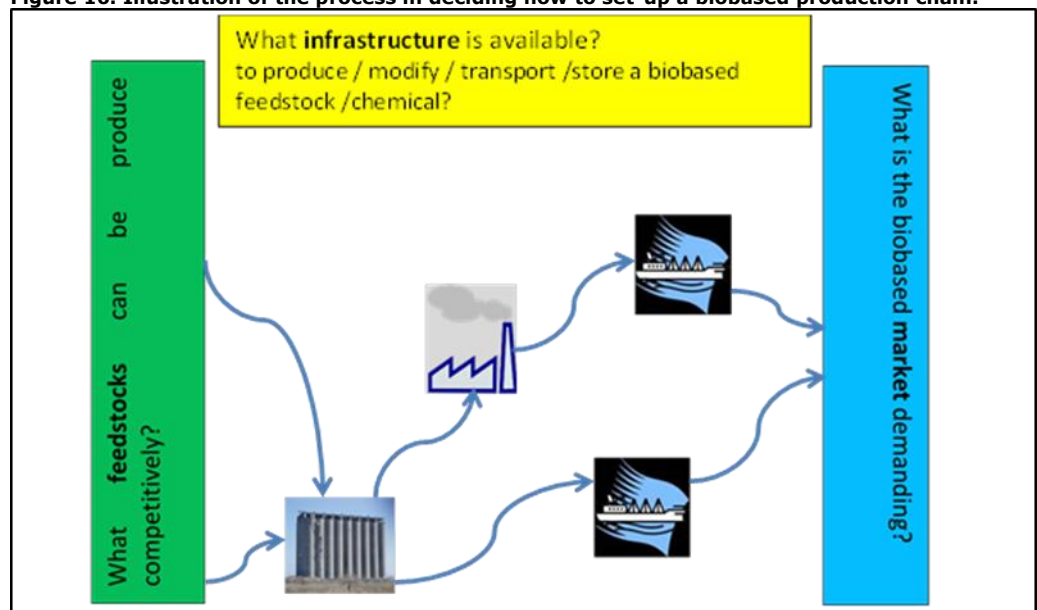 Figure 10. Illustration of the process in deciding how to set-up a biobased production chain.
What infrastructure is available?
to produce / modify / transport /store a biobased
feedstock /chemical?
What feedstocks can be produce
competitively?
What is the biobased market demanding?